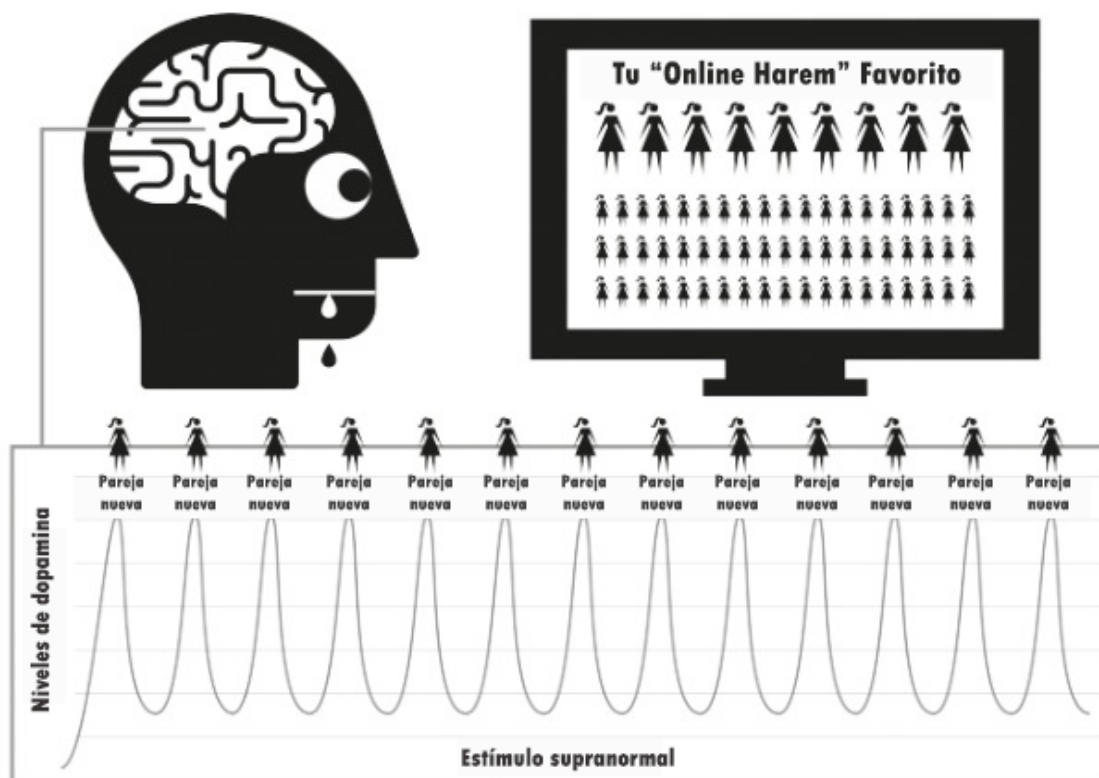 Tu “Online Harem” Favorito
Pareja Pareja Pareja Pareja Pareja Pareja Pareja Pareja Pareja Pareja Pareja Pareja Pareja
nueva nueva nueva nueva nueva nueva nueva nueva nueva nueva nueva nueva nueva
Niveles de dopamina
Estímulo supranormal